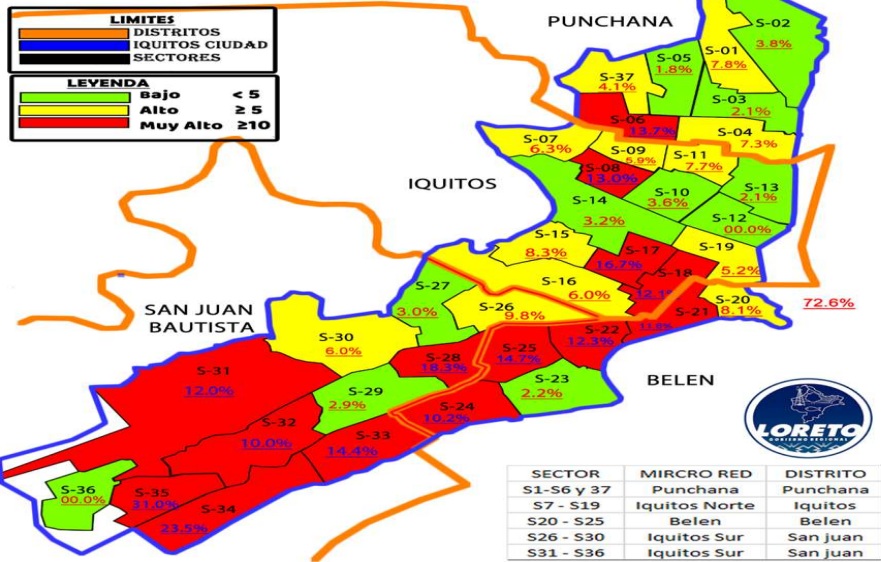 LIMITES
DISTRITOS
IQUITOS CIUDAD
SECTORES
LEYENDA
Bajo < 5
Alto ≥ 5
Muy Alto ≥10
PUNCHANA
S-02
3.8%
S-01
7.8%
S-05
1.8%
S-37
4.1%
S-03
2.1%
S-06
13.7%
S-04
7.3%
S-07
6.3%
S-09
5.9%
S-11
7.7%
S-08
13.0%
IQUITOS
S-10
3.6%
S-13
2.1%
S-14
3.2%
S-12
00.0%
S-15
8.3%
S-17
16.7%
S-19
5.2%
S-18
12.1%
S-16
6.0%
S-27
3.0%
S-26
9.8%
S-20
8.1%
72.6%
S-21
SAN JUAN
BAUTISTA
S-30
6.0%
S-22
12.3%
S-25
14.7%
S-28
18.3%
S-31
12.0%
S-23
2.2%
BELEN
S-29
2.9%
S-24
10.2%
S-32
10.0%
S-33
14.4%
S-36
00.0%
S-35
31.0%
S-34
23.5%
LORETO
GOBIERNO REGIONAL
SECTOR MIRCRO RED DISTRITO
S1-S6 y 37 Punchana Punchana
S7 - S19 Iquitos Norte Iquitos
S20 - S25 Belen Belen
S26 - S30 Iquitos Sur San juan
S31 - S36 Iquitos Sur San juan